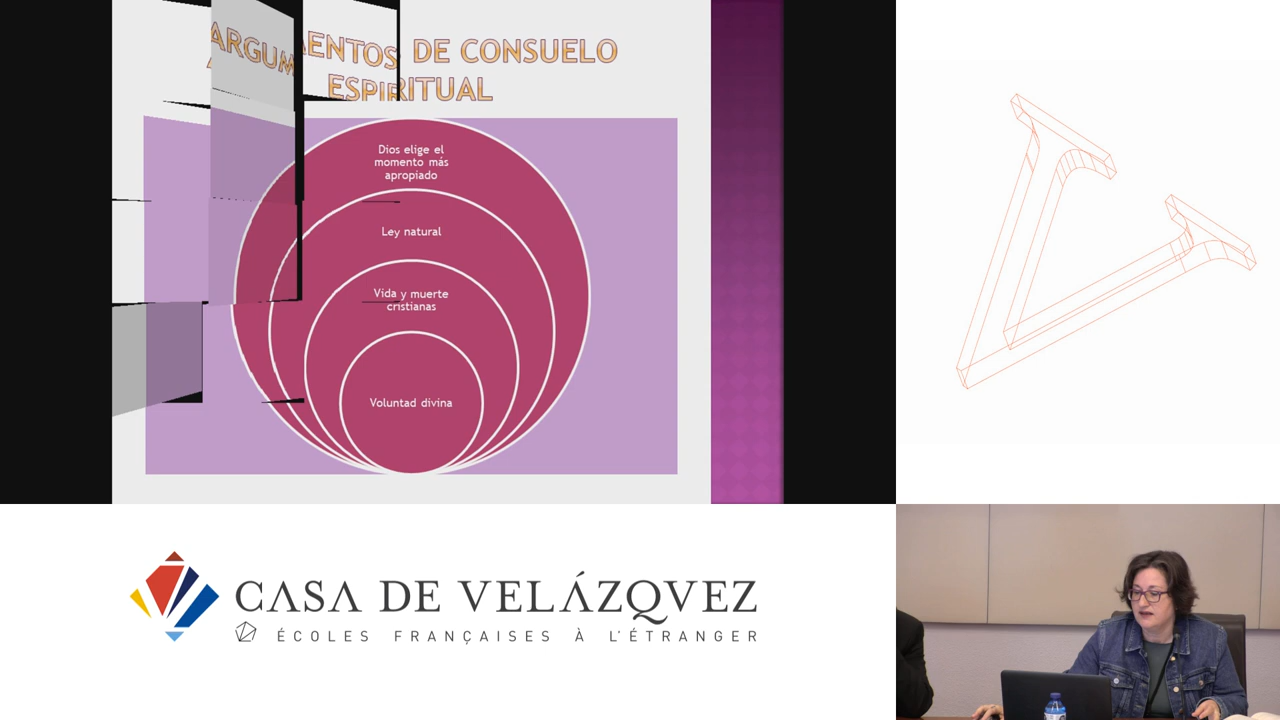 ARGUMENTOS DE CONSUELO
ESPIRITUAL
Dios elige el
momento más
apropiado
Ley natural
Vida y muerte
cristianas
Voluntad divina
CASA DE VELÁZQVEZ
ÉCOLES FRANÇAISES À L'ÉTRANGER